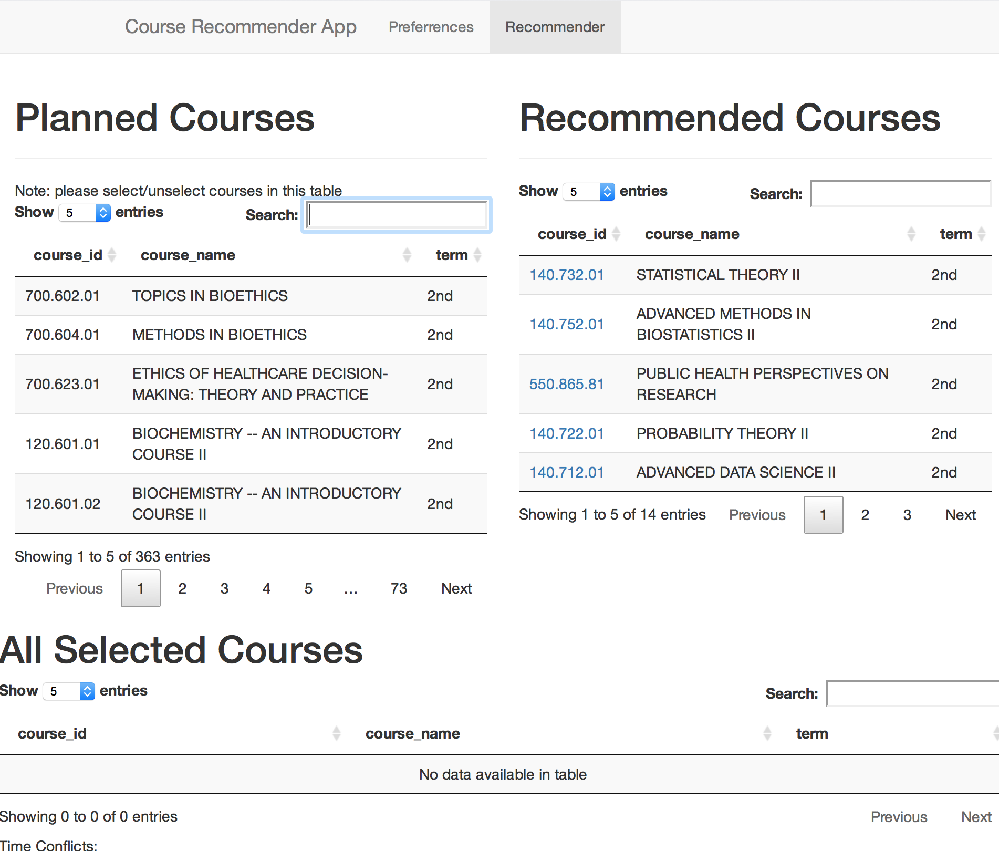 Course Recommender App Preferrences Recommender
Planned Courses
Note: please select/unselect courses in this table
Show 5 entries Search:
course_id course_name term
700.602.01 TOPICS IN BIOETHICS 2nd
700.604.01 METHODS IN BIOETHICS 2nd
700.623.01 ETHICS OF HEALTHCARE DECISION-
MAKING: THEORY AND PRACTICE 2nd
120.601.01 BIOCHEMISTRY -- AN INTRODUCTORY
COURSE II 2nd
120.601.02 BIOCHEMISTRY -- AN INTRODUCTORY
COURSE II 2nd
Showing 1 to 5 of 363 entries
Previous 1 2 3 4 5 ... 73 Next
Recommended Courses
Show 5 entries Search:
course_id course_name term
140.732.01 STATISTICAL THEORY II 2nd
140.752.01 ADVANCED METHODS IN
BIOSTATISTICS II 2nd
550.865.81 PUBLIC HEALTH PERSPECTIVES ON
RESEARCH 2nd
140.722.01 PROBABILITY THEORY II 2nd
140.712.01 ADVANCED DATA SCIENCE II 2nd
Showing 1 to 5 of 14 entries Previous 1 2 3 Next
All Selected Courses
Show 5 entries Search:
course_id course_name term
No data available in table
Showing 0 to 0 of 0 entries Previous Next
Time Conflicts: